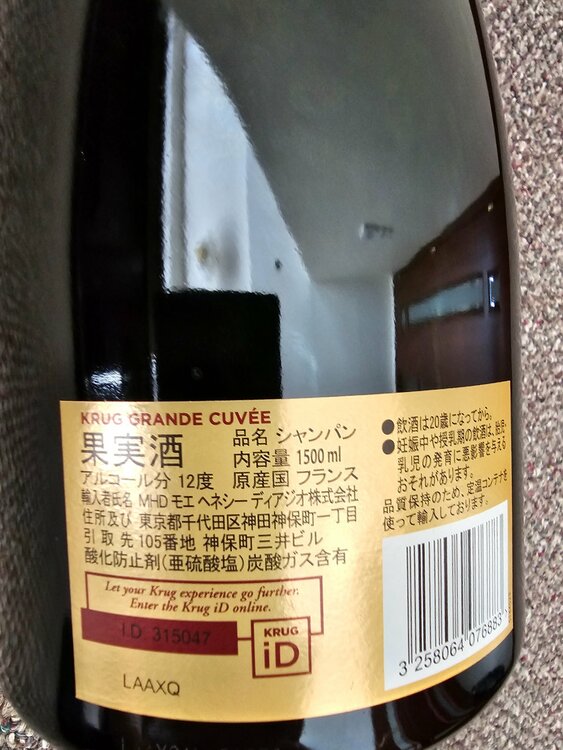 KRUG GRANDE CUVÉE
果実酒 品名 シャンパン
内容量 1500 ml
アルコール分 12度 原産国 フランス
輸入者氏名 MHD モエ ヘネシー ディアジオ株式会社
住所及び 東京都千代田区神田神保町一丁目
引取先 105番地 神保町三井ビル
酸化防止剤(亜硫酸塩)炭酸ガス含有
Let your Krug experience go further.
Enter the Krug iD online.
I.D. 315047
KRUG
iD
LAAXQ
●飲酒は20歳になってから。
●妊娠中や授乳期の飲酒は、胎児・
乳児の発育に悪影響を与える
おそれがあります。
品質保持のため、定温コンテナを
使って輸入しております。
3 258064 076883